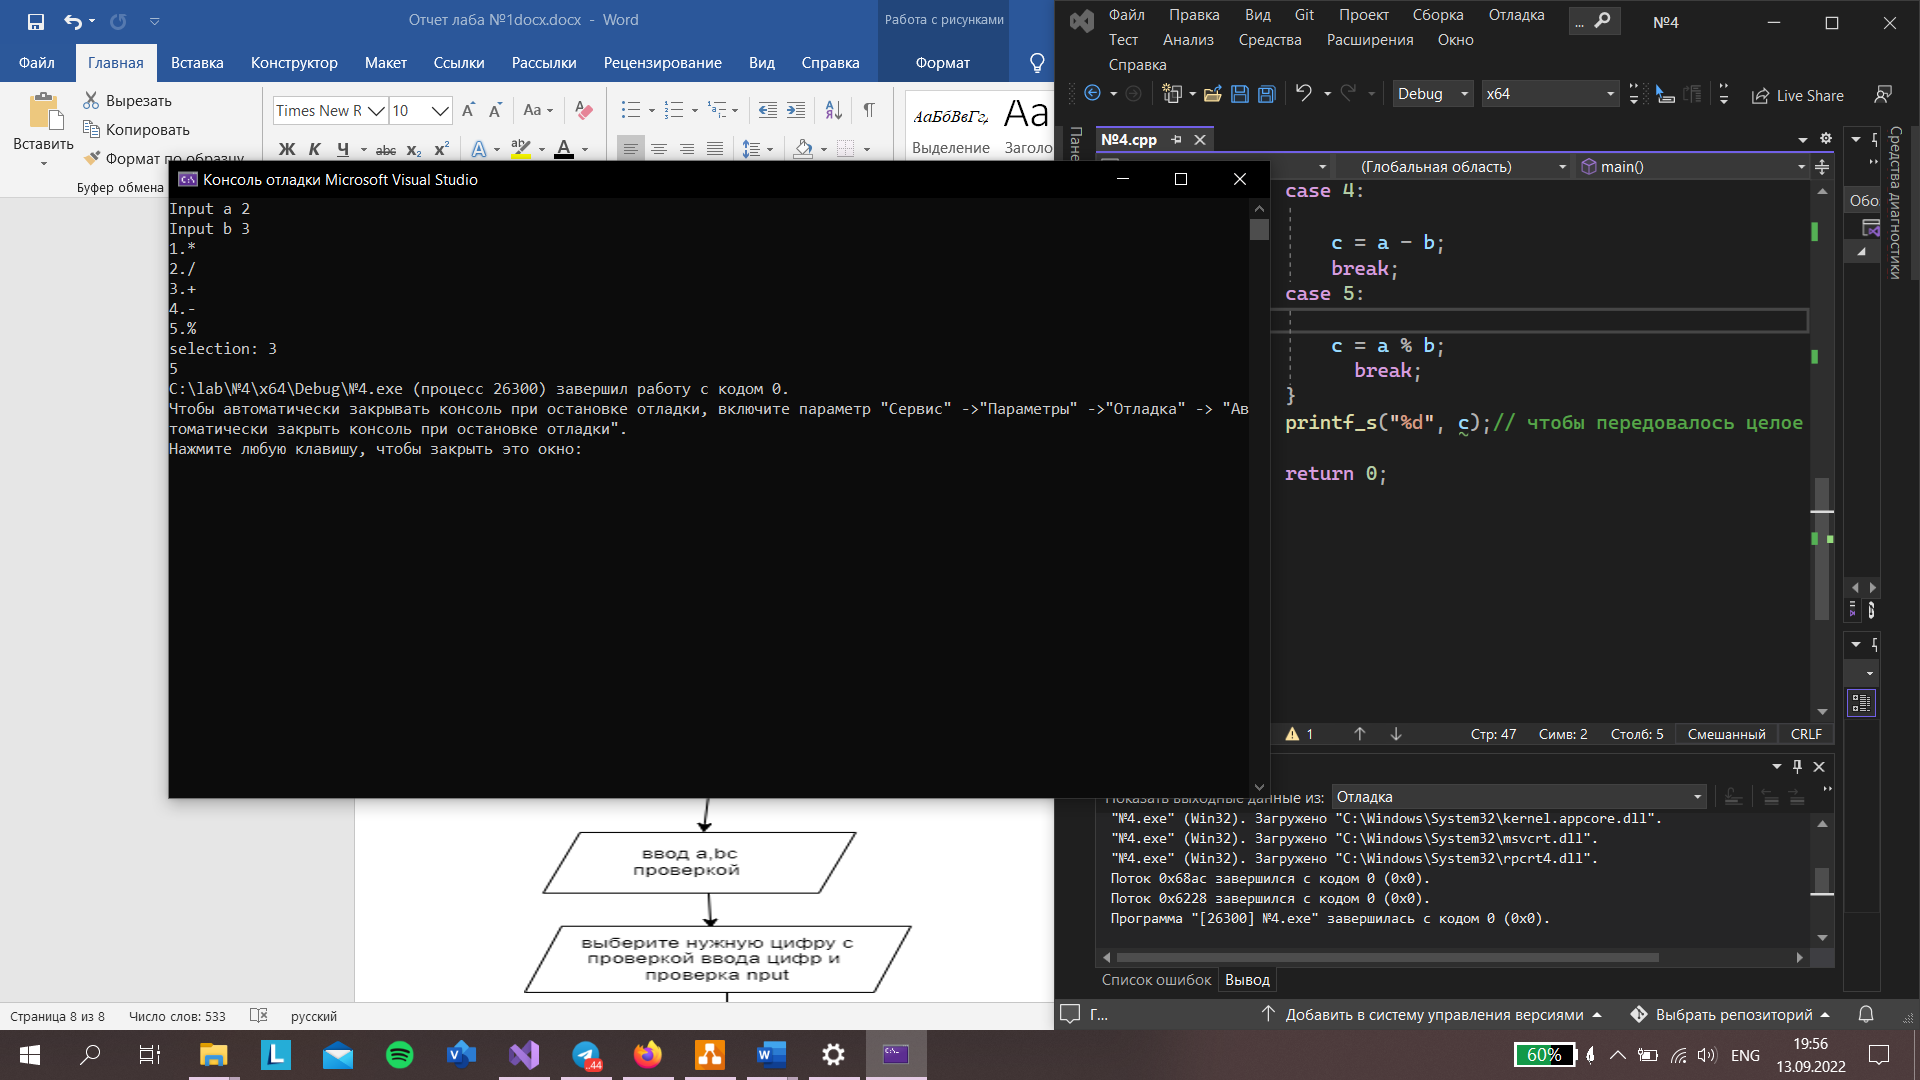 Отчет лаба №1docx.docx - Word
Работа с рисунками
Файл Главная Вставка Конструктор Макет Ссылки Рассылки Рецензирование Вид Справка Формат
Вставить
Вырезать
Копировать
Формат по образцу
Буфер обмена
Times New R 10
Aa
Ж К Ч abc x₂ x²
АаБбВвГг,
Выделение
Заголо
Консоль отладки Microsoft Visual Studio
Input a 2
Input b 3
1.*
2./
3.+
4.-
5.%
selection: 3
5
C:\lab\№4\x64\Debug\№4.exe (процесс 26300) завершил работу с кодом 0.
Чтобы автоматически закрывать консоль при остановке отладки, включите параметр "Сервис" ->"Параметры" ->"Отладка" -> "Ав
томатически закрыть консоль при остановке отладки".
Нажмите любую клавишу, чтобы закрыть это окно:
ввод a,bc
проверкой
выберите нужную цифру с
проверкой ввода цифр и
проверка nput
Страница 8 из 8 Число слов: 533 русский
Файл Правка Вид Git Проект Сборка Отладка
... №4
Тест Анализ Средства Расширения Окно
Справка
Debug x64 Live Share
№4.cpp
(Глобальная область) main()
case 4:
c = a - b;
break;
case 5:
c = a % b;
break;
}
printf_s("%d", c);// чтобы передовалось целое
return 0;
Средства диагностики
1 Стр: 47 Симв: 2 Столб: 5 Смешанный CRLF
Показать выходные данные из: Отладка
"№4.exe" (Win32). Загружено "C:\Windows\System32\kernel.appcore.dll".
"№4.exe" (Win32). Загружено "C:\Windows\System32\msvcrt.dll".
"№4.exe" (Win32). Загружено "C:\Windows\System32\rpcrt4.dll".
Поток 0x68ac завершился с кодом 0 (0x0).
Поток 0x6228 завершился с кодом 0 (0x0).
Программа "[26300] №4.exe" завершилась с кодом 0 (0x0).
Список ошибок Вывод
Г... Добавить в систему управления версиями Выбрать репозиторий
60% ENG
19:56
13.09.2022